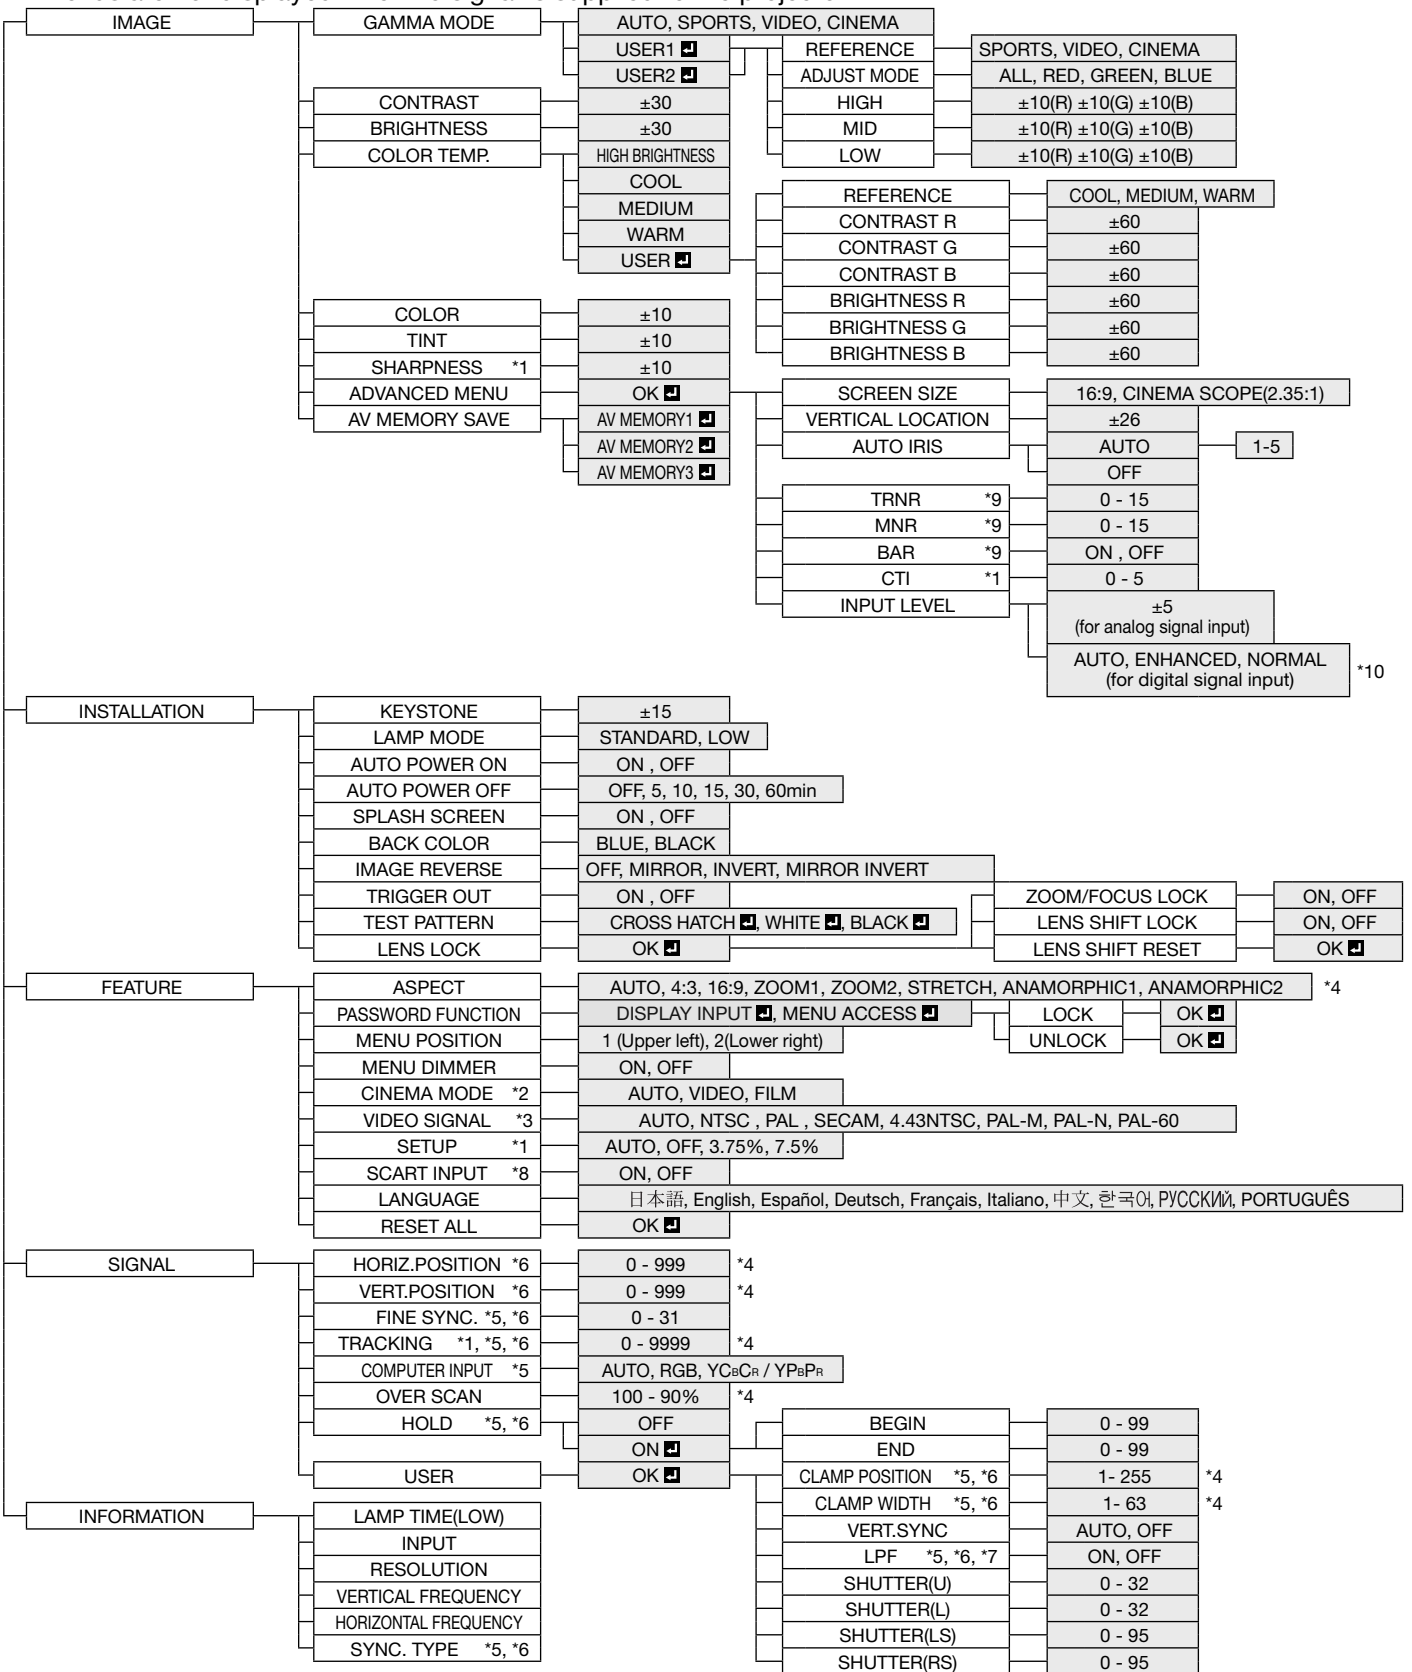 IMAGE GAMMA MODE AUTO, SPORTS, VIDEO, CINEMA
USER1 REFERENCE SPORTS, VIDEO, CINEMA
USER2 ADJUST MODE ALL, RED, GREEN, BLUE
CONTRAST ±30 HIGH ±10(R) ±10(G) ±10(B)
BRIGHTNESS ±30 MID ±10(R) ±10(G) ±10(B)
COLOR TEMP. HIGH BRIGHTNESS LOW ±10(R) ±10(G) ±10(B)
COOL REFERENCE COOL, MEDIUM, WARM
MEDIUM CONTRAST R ±60
WARM CONTRAST G ±60
USER CONTRAST B ±60
BRIGHTNESS R ±60
COLOR ±10 BRIGHTNESS G ±60
TINT ±10 BRIGHTNESS B ±60
SHARPNESS *1 ±10
ADVANCED MENU OK SCREEN SIZE 16:9, CINEMA SCOPE(2.35:1)
AV MEMORY SAVE AV MEMORY1 VERTICAL LOCATION ±26
AV MEMORY2 AUTO IRIS AUTO 1-5
AV MEMORY3 OFF
TRNR *9 0 - 15
MNR *9 0 - 15
BAR *9 ON , OFF
CTI *1 0 - 5
INPUT LEVEL ±5
(for analog signal input)
AUTO, ENHANCED, NORMAL
(for digital signal input) *10
INSTALLATION KEYSTONE ±15
LAMP MODE STANDARD, LOW
AUTO POWER ON ON , OFF
AUTO POWER OFF OFF, 5, 10, 15, 30, 60min
SPLASH SCREEN ON , OFF
BACK COLOR BLUE, BLACK
IMAGE REVERSE OFF, MIRROR, INVERT, MIRROR INVERT
TRIGGER OUT ON , OFF ZOOM/FOCUS LOCK ON, OFF
TEST PATTERN CROSS HATCH , WHITE , BLACK LENS SHIFT LOCK ON, OFF
LENS LOCK OK LENS SHIFT RESET OK
FEATURE ASPECT AUTO, 4:3, 16:9, ZOOM1, ZOOM2, STRETCH, ANAMORPHIC1, ANAMORPHIC2 *4
PASSWORD FUNCTION DISPLAY INPUT , MENU ACCESS LOCK OK
MENU POSITION 1 (Upper left), 2(Lower right) UNLOCK OK
MENU DIMMER ON, OFF
CINEMA MODE *2 AUTO, VIDEO, FILM
VIDEO SIGNAL *3 AUTO, NTSC , PAL , SECAM, 4.43NTSC, PAL-M, PAL-N, PAL-60
SETUP *1 AUTO, OFF, 3.75%, 7.5%
SCART INPUT *8 ON, OFF
LANGUAGE 日本語, English, Español, Deutsch, Français, Italiano, 中文, 한국어, РУССКИЙ, PORTUGUÊS
RESET ALL OK
SIGNAL HORIZ.POSITION *6 0 - 999 *4
VERT.POSITION *6 0 - 999 *4
FINE SYNC. *5, *6 0 - 31
TRACKING *1, *5, *6 0 - 9999 *4
COMPUTER INPUT *5 AUTO, RGB, YCBCR / YPBPR
OVER SCAN 100 - 90% *4
HOLD *5, *6 OFF BEGIN 0 - 99
ON END 0 - 99
USER OK CLAMP POSITION *5, *6 1- 255 *4
INFORMATION LAMP TIME(LOW) CLAMP WIDTH *5, *6 1- 63 *4
INPUT VERT.SYNC AUTO, OFF
RESOLUTION LPF *5, *6, *7 ON, OFF
VERTICAL FREQUENCY SHUTTER(U) 0 - 32
HORIZONTAL FREQUENCY SHUTTER(L) 0 - 32
SYNC. TYPE *5, *6 SHUTTER(LS) 0 - 95
SHUTTER(RS) 0 - 95